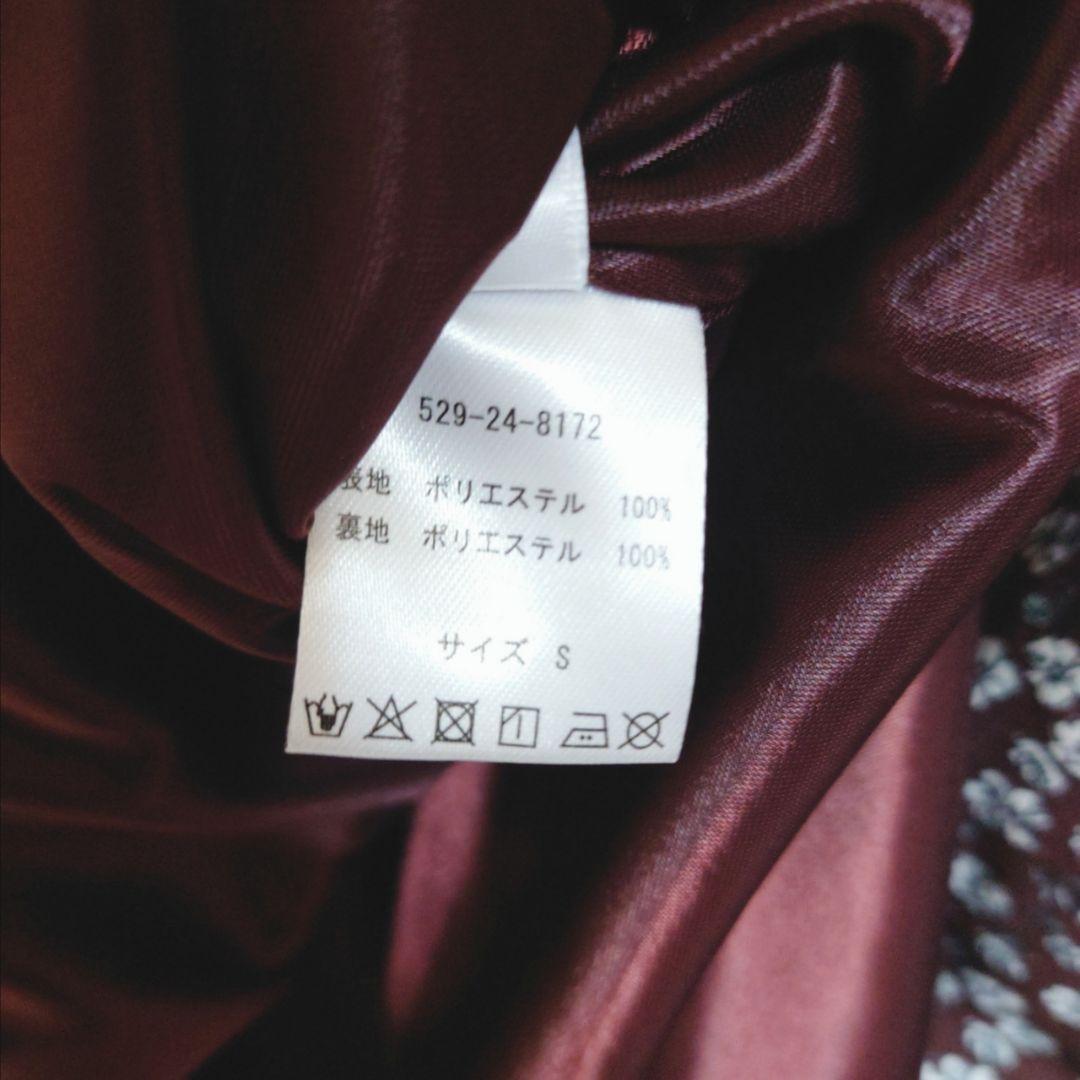 529-24-8172
表地 ポリエステル 100%
裏地 ポリエステル 100%
サイズ S